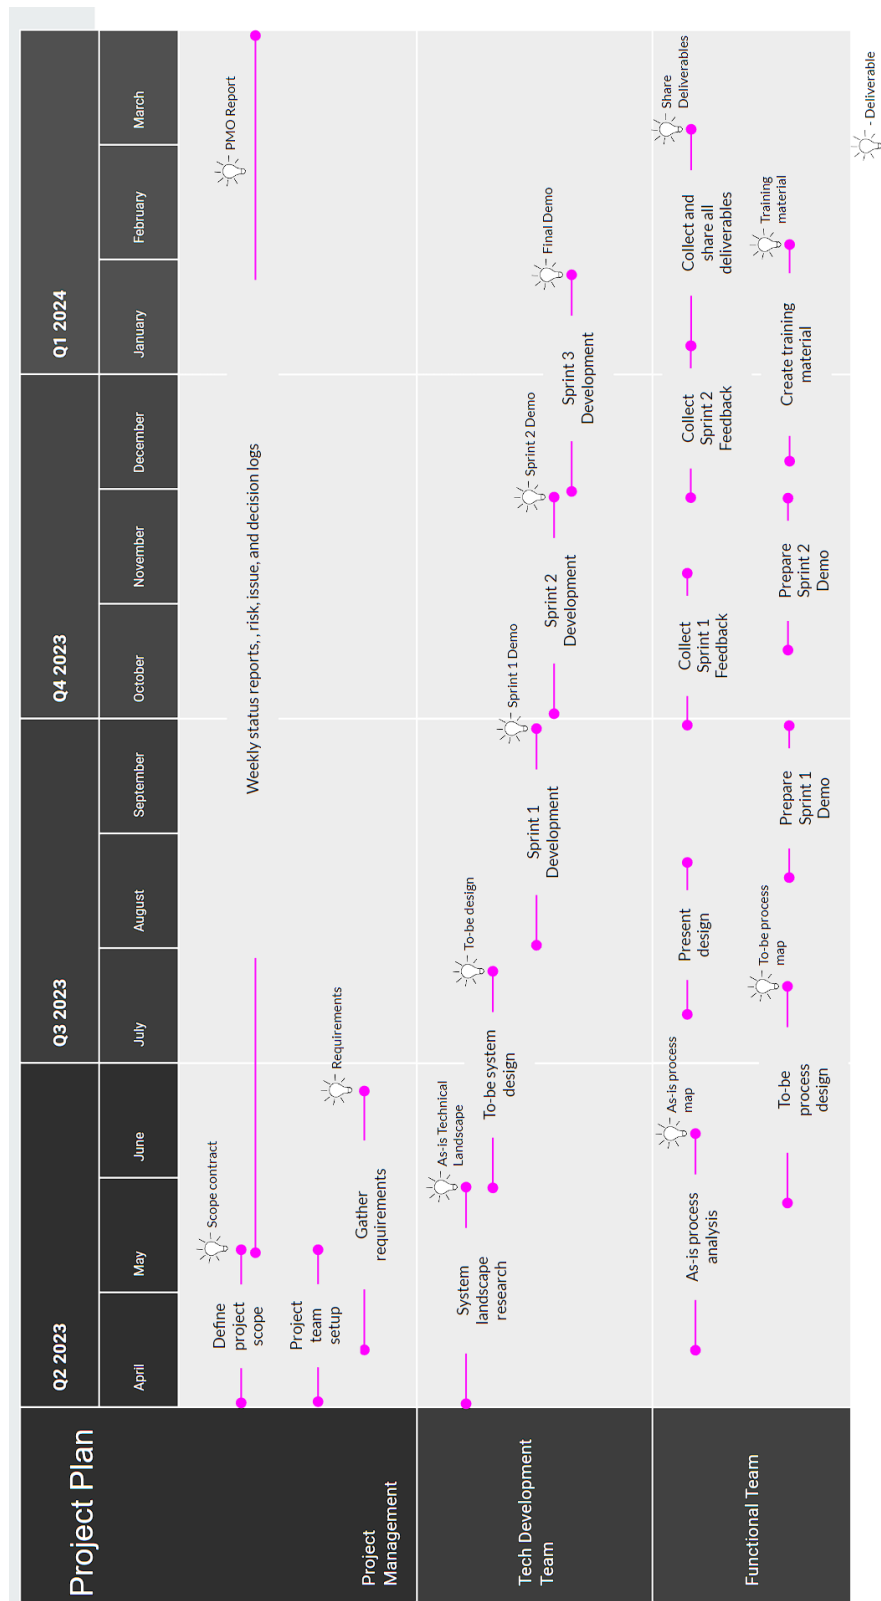 Project Plan
Q2 2023
Q3 2023
Q4 2023
Q1 2024
April
May
June
July
August
September
October
November
December
January
February
March
Project
Management
Scope contract
Define
project
scope
PMO Report
Weekly status reports, , risk, issue, and decision logs
Project
team
setup
Requirements
Gather
requirements
Tech Development
Team
As-is Technical
Landscape
System
landscape
research
To-be design
To-be system
design
Sprint 1 Demo
Sprint 1
Development
Sprint 2 Demo
Sprint 2
Development
Final Demo
Sprint 3
Development
Functional Team
As-is process
map
As-is process
analysis
Present
design
Collect
Sprint 1
Feedback
Collect
Sprint 2
Feedback
Share
Deliverables
Collect and
share all
deliverables
To-be process
map
To-be
process
design
Prepare
Sprint 1
Demo
Prepare
Sprint 2
Demo
Training
material
Create training
material
- Deliverable